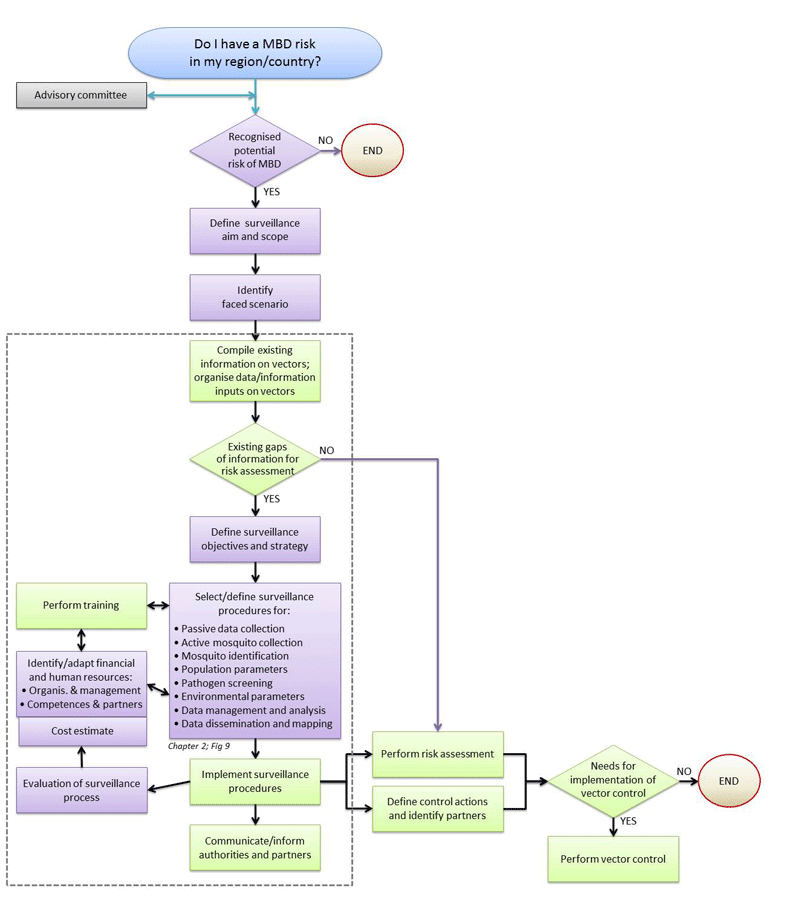 Do I have a MBD risk
in my region/country?
Advisory committee
Recognised
potential
risk of MBD
NO
END
YES
Define surveillance
aim and scope
Identify
faced scenario
Compile existing
information on vectors;
organise data/information
inputs on vectors
Existing gaps
of information for
risk assessment
NO
YES
Define surveillance
objectives and strategy
Select/define surveillance
procedures for:
• Passive data collection
• Active mosquito collection
• Mosquito identification
• Population parameters
• Pathogen screening
• Environmental parameters
• Data management and analysis
• Data dissemination and mapping
Perform training
Identify/adapt financial
and human resources:
• Organis. & management
• Competences & partners
Cost estimate
Chapter 2; Fig 9
Evaluation of surveillance
process
Implement surveillance
procedures
Communicate/inform
authorities and partners
Perform risk assessment
Define control actions
and identify partners
Needs for
implementation of
vector control
NO
END
YES
Perform vector control